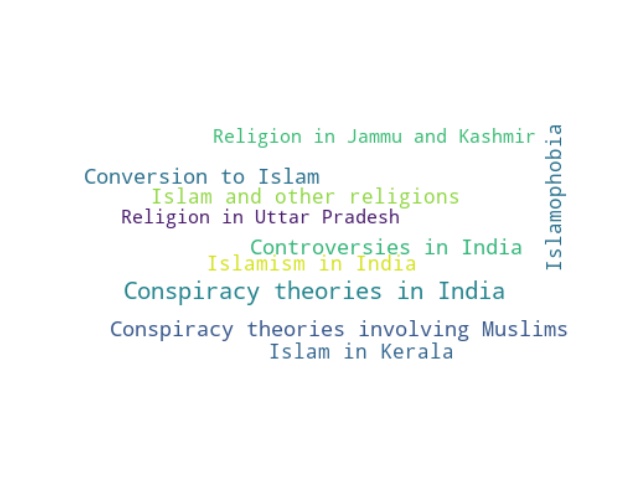 Religion in Jammu and Kashmir
Islamophobia
Conversion to Islam
Islam and other religions
Religion in Uttar Pradesh
Controversies in India
Islamism in India
Conspiracy theories in India
Conspiracy theories involving Muslims
Islam in Kerala